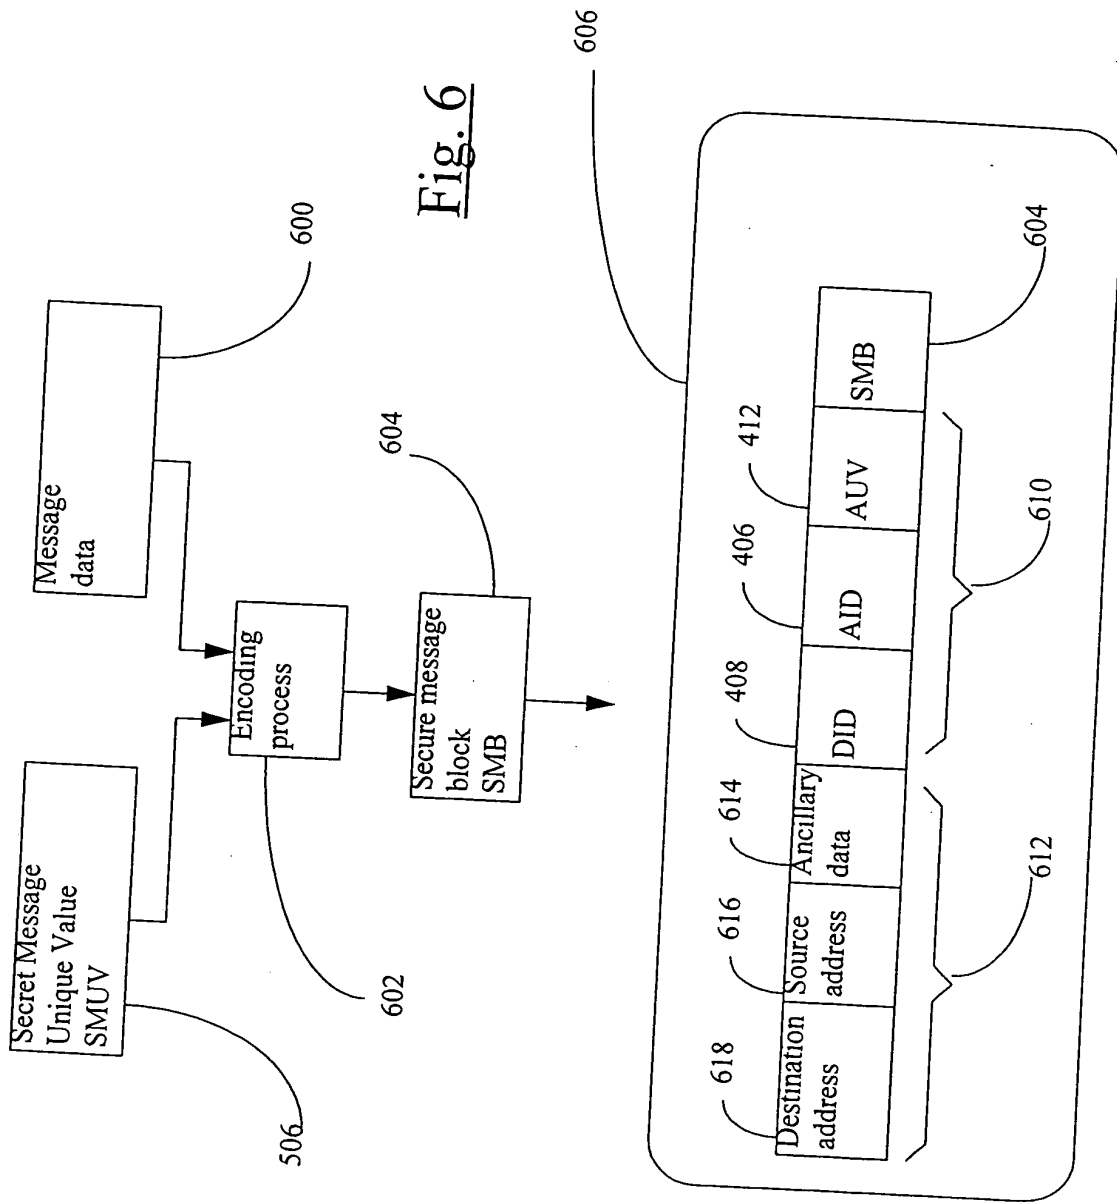 Secret Message
Unique Value
SMUV
506
Message
data
600
Encoding
process
602
Secure message
block
SMB
604
Fig. 6
606
618
616
614
408
406
412
Destination
address
Source
address
Ancillary
data
DID
AID
AUV
SMB
604
612
610